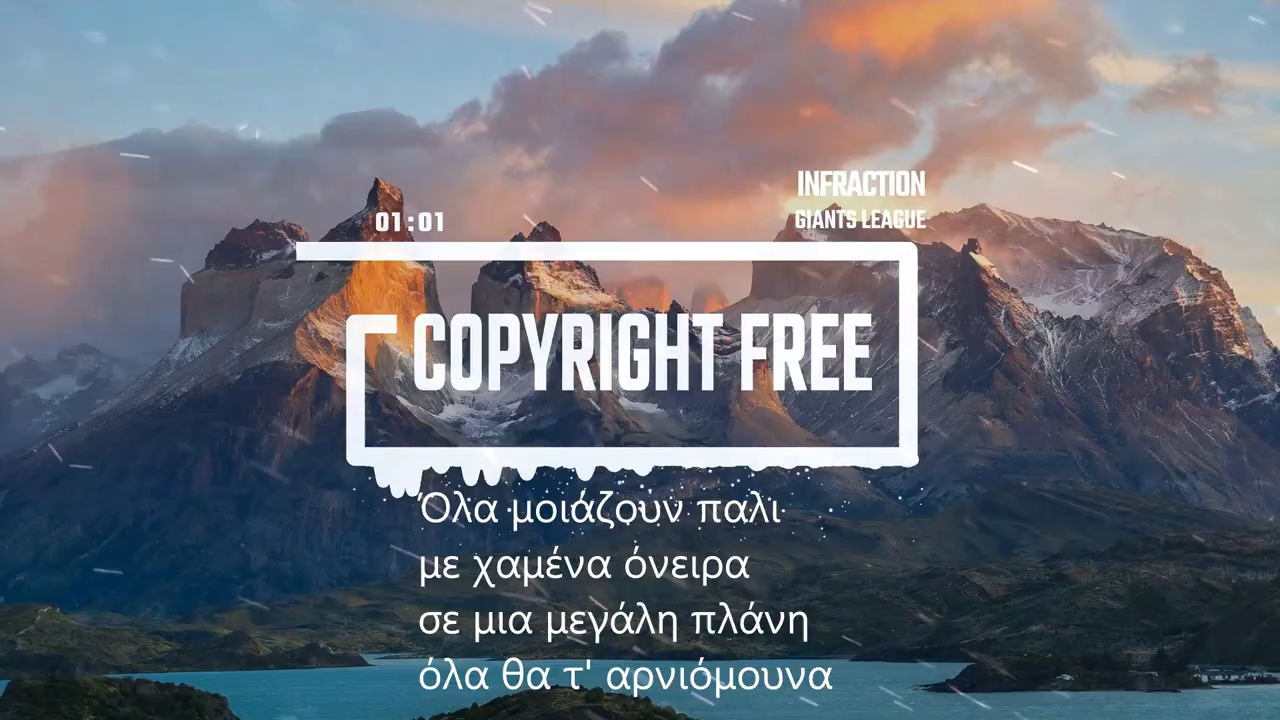 INFRACTION
01:01
GIANTS LEAGUE
COPYRIGHT FREE
Όλα μοιάζουν παλι
με χαμένα όνειρα
σε μια μεγάλη πλάνη
όλα θα τ' αρνιόμουνα